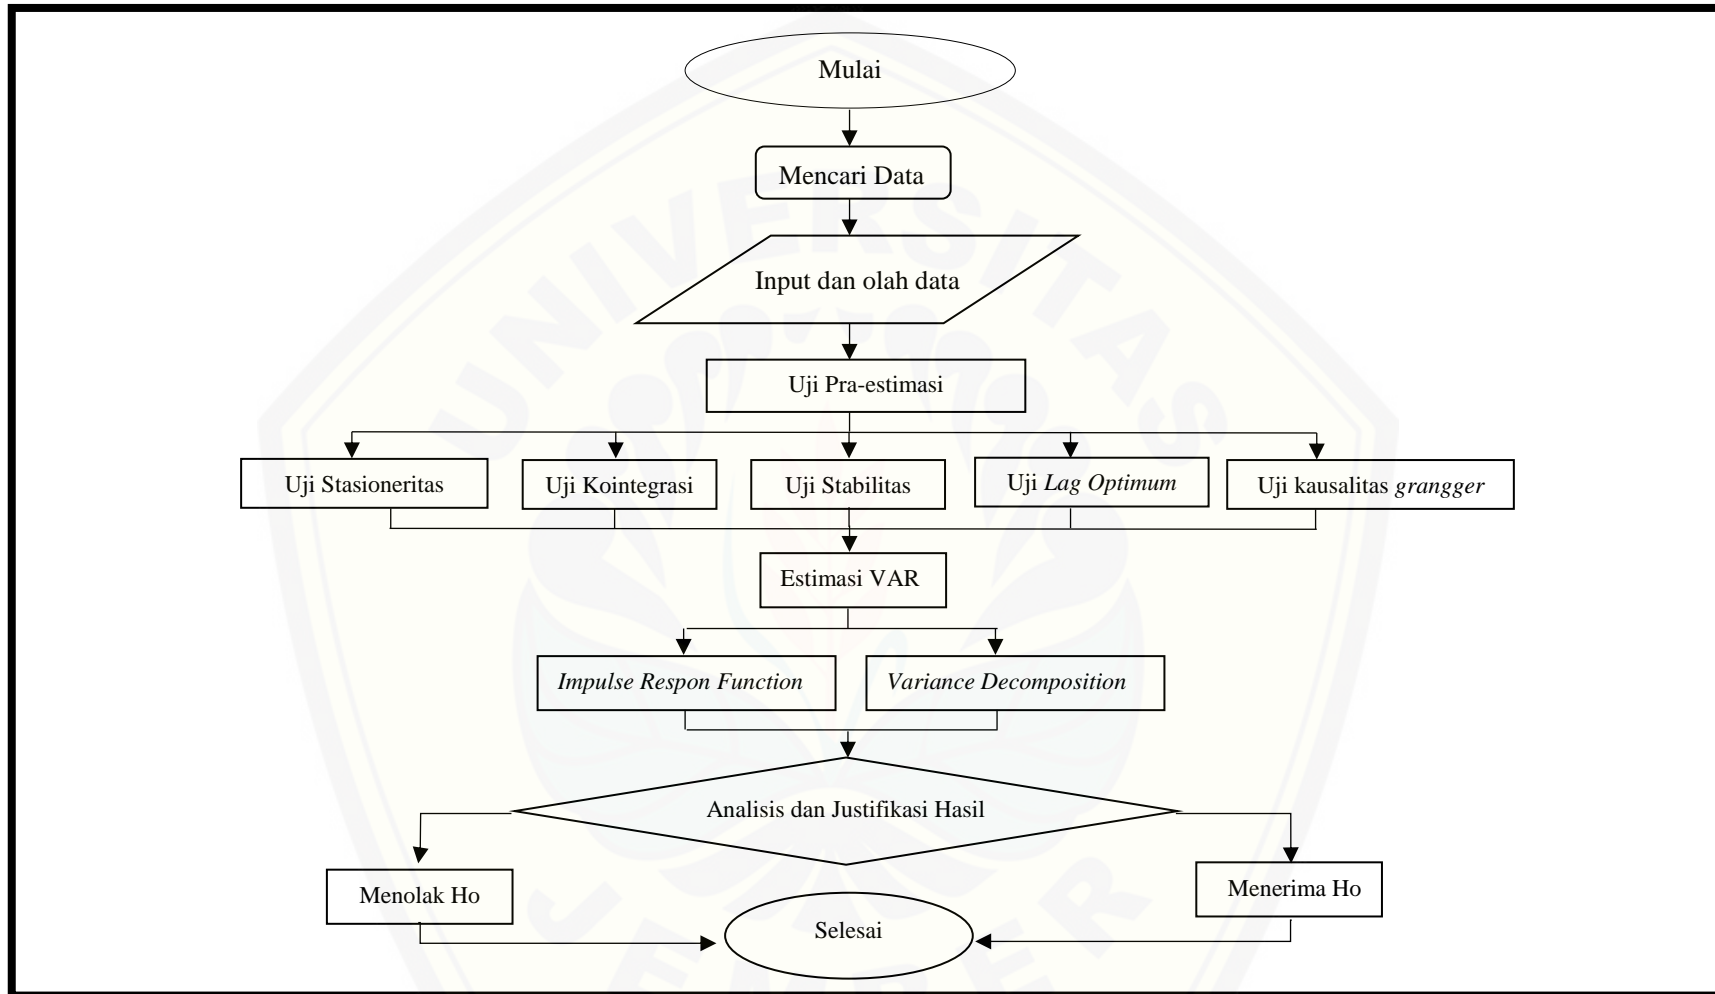 Mulai
Mencari Data
Input dan olah data
Uji Pra-estimasi
Uji Stasioneritas
Uji Kointegrasi
Uji Stabilitas
Uji Lag Optimum
Uji kausalitas grangger
Estimasi VAR
Impulse Respon Function
Variance Decomposition
Analisis dan Justifikasi Hasil
Menolak Ho
Menerima Ho
Selesai
UNIVERSITAS
JEMBER